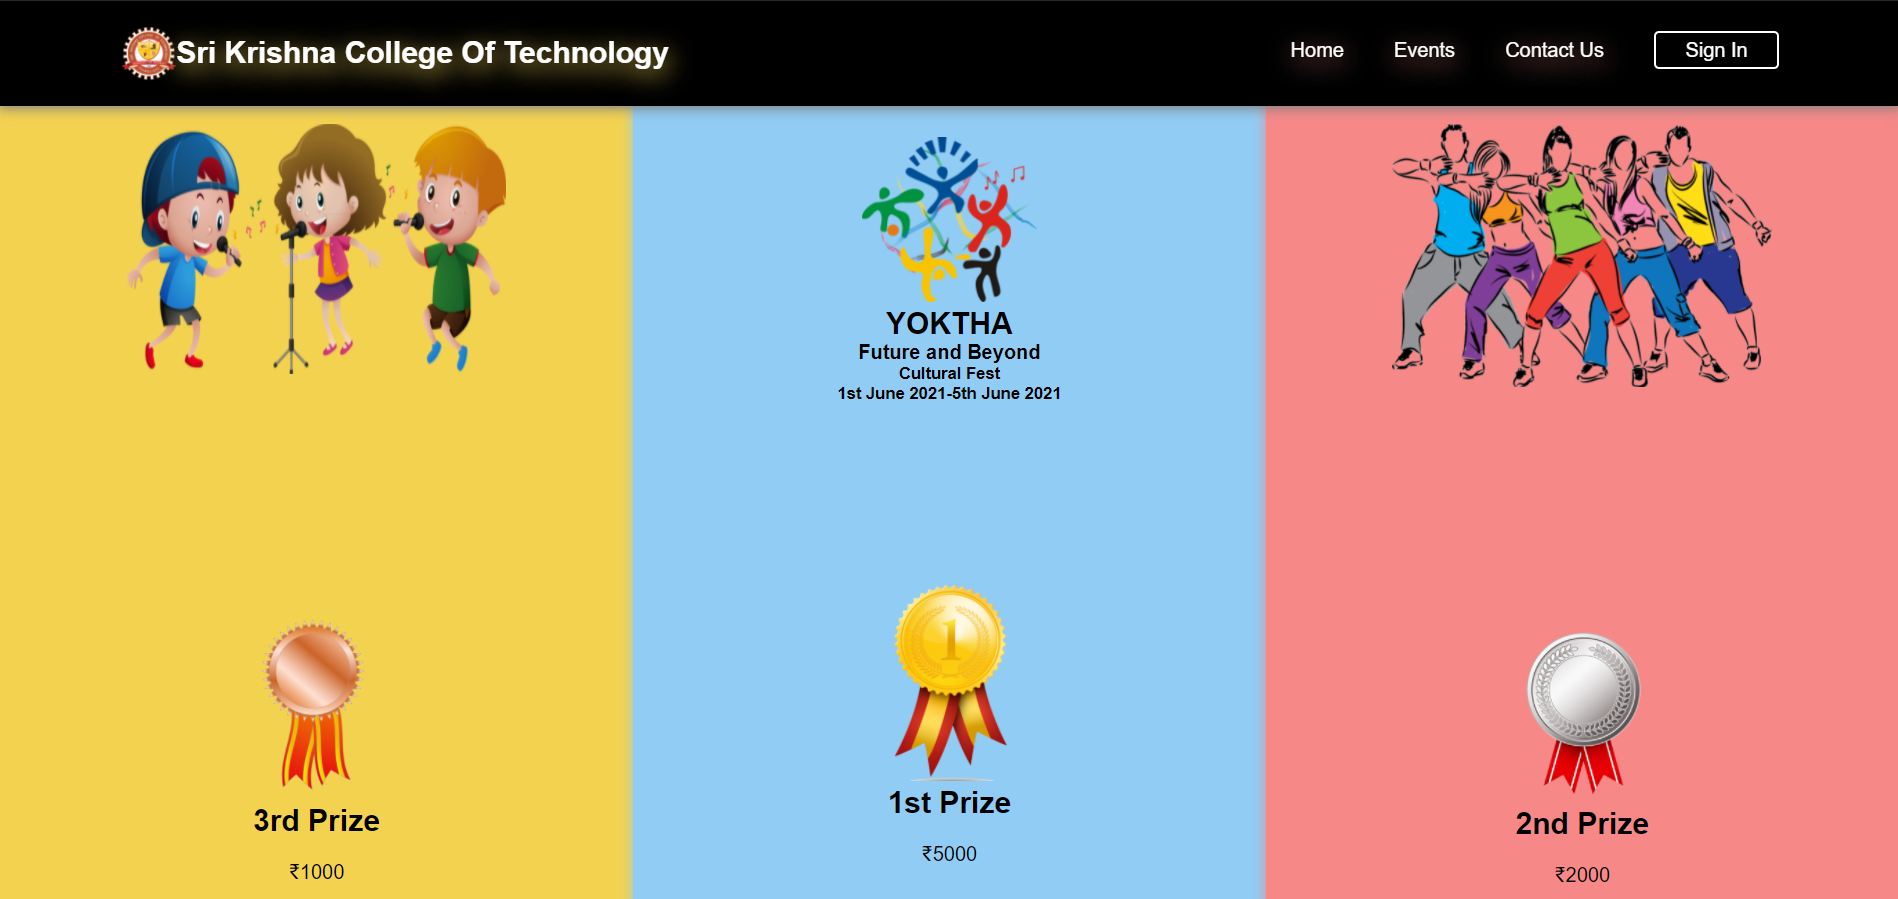 Sri Krishna College Of Technology
Home
Events
Contact Us
Sign In
YOKTHA
Future and Beyond
Cultural Fest
1st June 2021-5th June 2021
3rd Prize
₹1000
1
1st Prize
₹5000
2nd Prize
₹2000